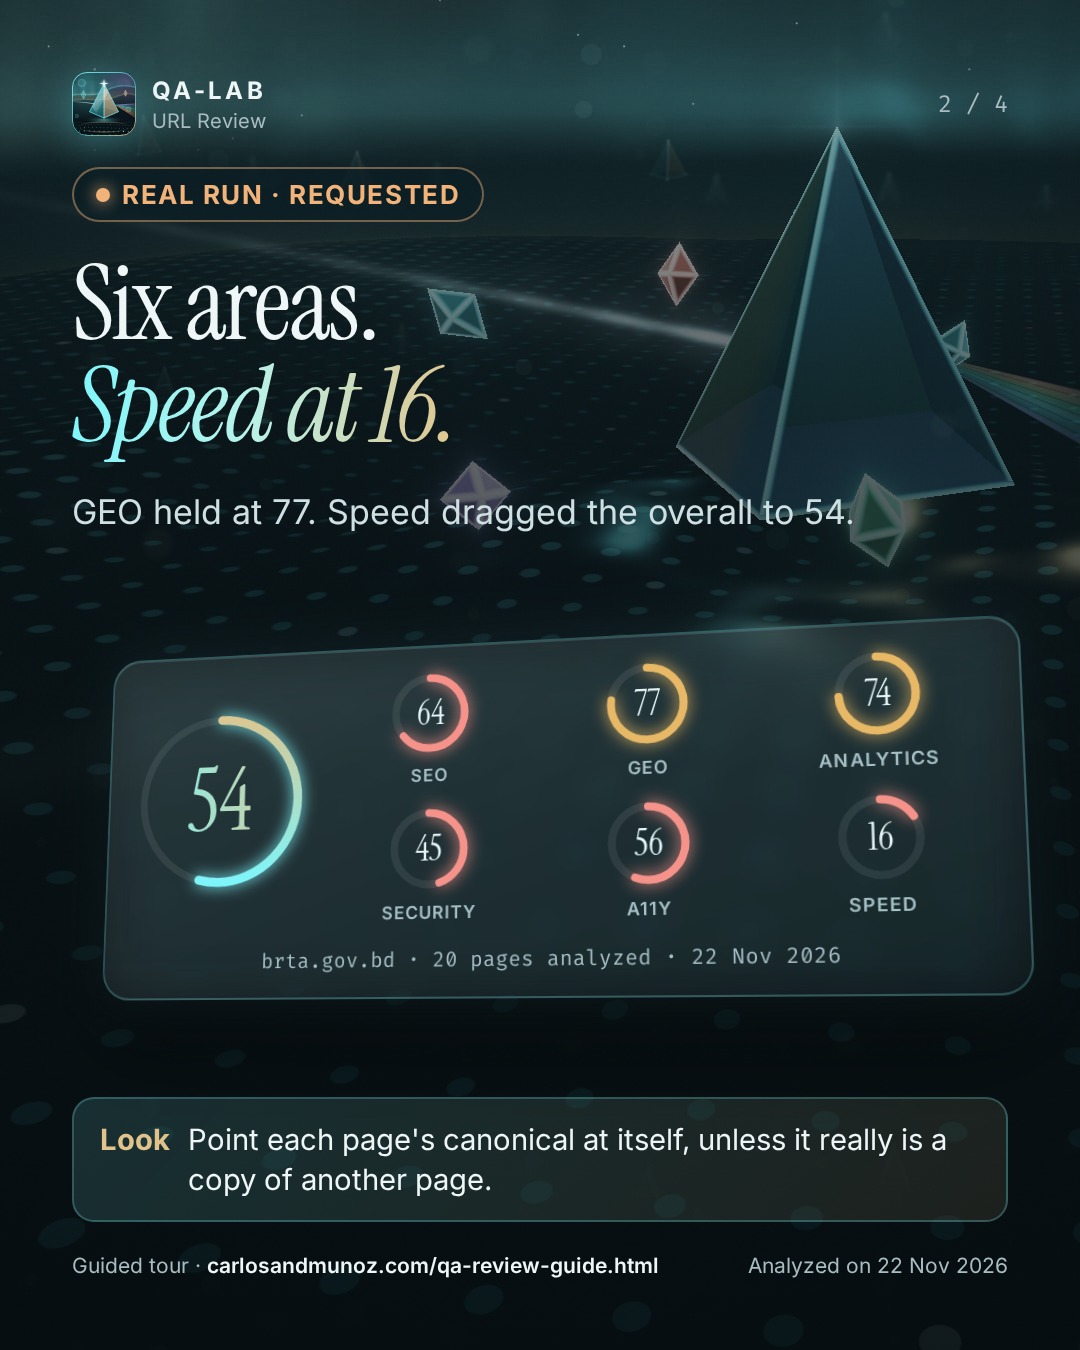 QA-LAB
URL Review
2 / 4
REAL RUN · REQUESTED
Six areas.
Speed at 16.
GEO held at 77. Speed dragged the overall to 54.
54
64
SEO
77
GEO
74
ANALYTICS
45
SECURITY
56
A11Y
16
SPEED
brta.gov.bd · 20 pages analyzed · 22 Nov 2026
Look Point each page's canonical at itself, unless it really is a
copy of another page.
Guided tour · carlosandmunoz.com/qa-review-guide.html
Analyzed on 22 Nov 2026